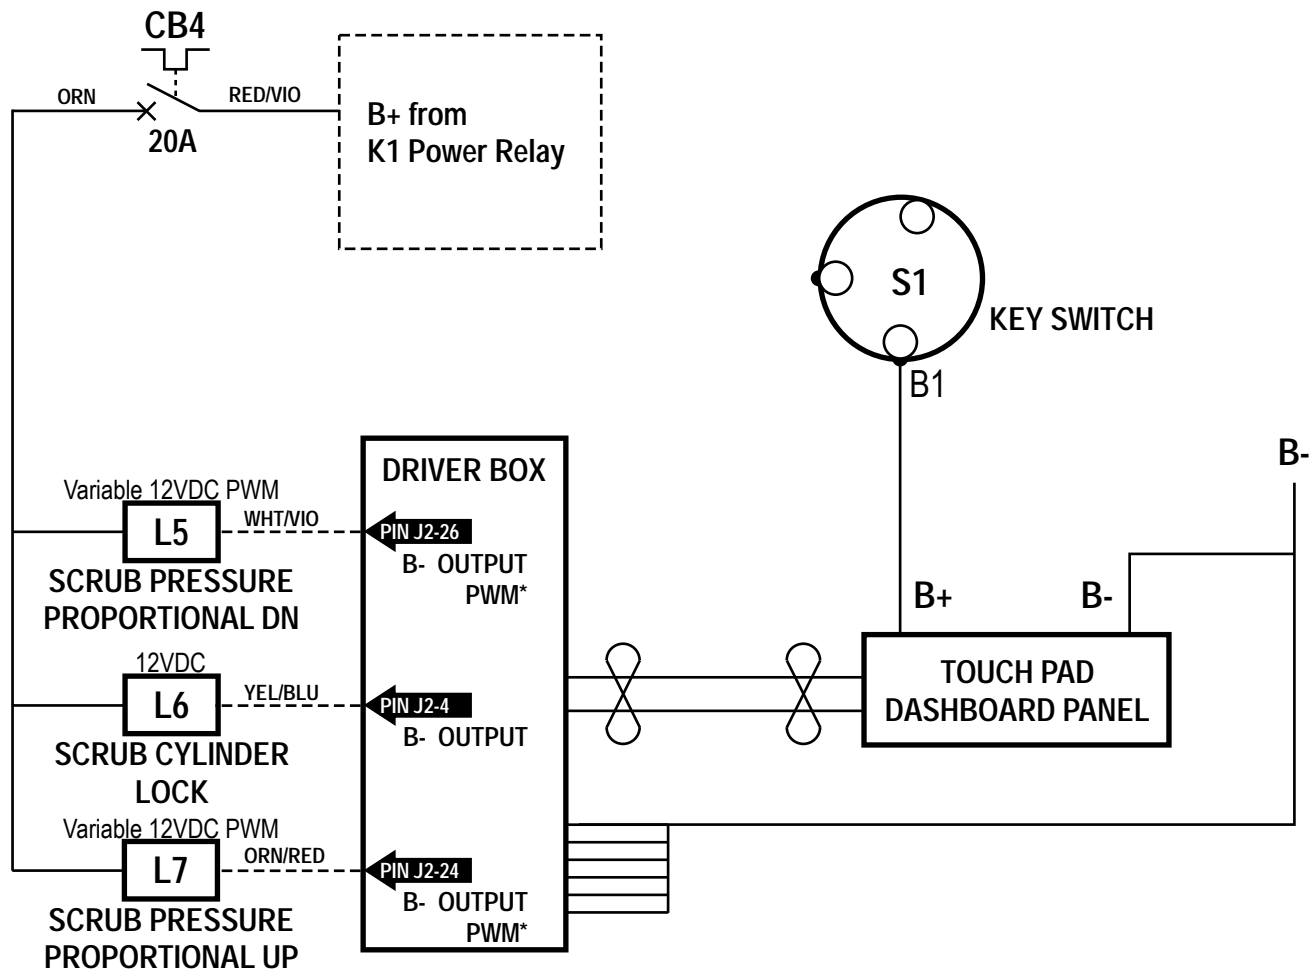 CB4
ORN
RED/VIO
20A
B+ from
K1 Power Relay
S1
KEY SWITCH
B1
B-
DRIVER BOX
Variable 12VDC PWM
L5
WHT/VIO
PIN J2-26
B- OUTPUT
PWM*
SCRUB PRESSURE
PROPORTIONAL DN
B+
B-
TOUCH PAD
DASHBOARD PANEL
12VDC
L6
YEL/BLU
PIN J2-4
B- OUTPUT
SCRUB CYLINDER
LOCK
Variable 12VDC PWM
L7
ORN/RED
PIN J2-24
B- OUTPUT
PWM*
SCRUB PRESSURE
PROPORTIONAL UP